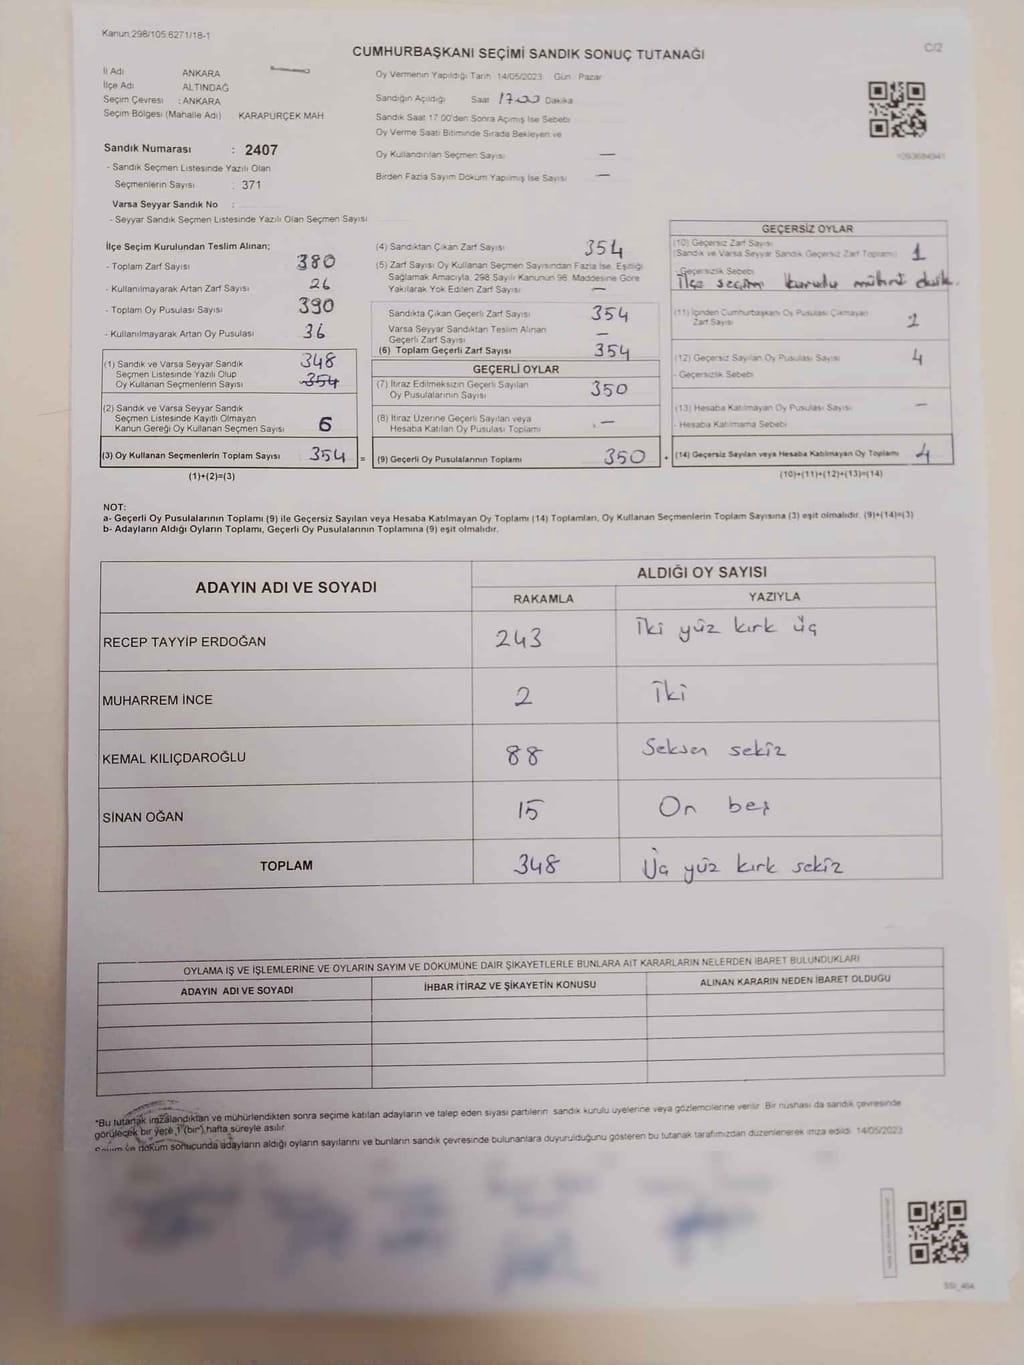 Kanun 298/105 6271/18-1
C/2
CUMHURBAŞKANI SEÇİMİ SANDIK SONUÇ TUTANAĞI
İl Adı ANKARA
İlçe Adı ALTINDAĞ
Seçim Çevresi : ANKARA
Seçim Bölgesi (Mahalle Adı) KARAPÜRÇEK MAH
Oy Vermenin Yapıldığı Tarih 14/05/2023 Gün Pazar
Sandığın Açıldığı Saat 1700 Dakika
Sandık Saat 17 00'den Sonra Açımış İse Sebebi
Oy Verme Saati Bitiminde Sırada Bekleyen ve
Oy Kullandırılan Seçmen Sayısı —
Birden Fazla Sayım Döküm Yapılmış İse Sayısı —
Sandık Numarası : 2407
- Sandık Seçmen Listesinde Yazılı Olan
Seçmenlerin Sayısı : 371
Varsa Seyyar Sandık No :
- Seyyar Sandık Seçmen Listesinde Yazılı Olan Seçmen Sayısı
İlçe Seçim Kurulundan Teslim Alınan;
- Toplam Zarf Sayısı 380
- Kullanılmayarak Artan Zarf Sayısı 26
- Toplam Oy Pusulası Sayısı 390
- Kullanılmayarak Artan Oy Pusulası 36
(1) Sandık ve Varsa Seyyar Sandık 348
Seçmen Listesinde Yazılı Olup
Oy Kullanan Seçmenlerin Sayısı 354
(2) Sandık ve Varsa Seyyar Sandık
Seçmen Listesinde Kayıtlı Olmayan
Kanun Gereği Oy Kullanan Seçmen Sayısı 6
(3) Oy Kullanan Seçmenlerin Toplam Sayısı 354 =
(1)+(2)=(3)
(4) Sandıktan Çıkan Zarf Sayısı 354
(5) Zarf Sayısı Oy Kullanan Seçmen Sayısından Fazla İse, Eşitliği
Sağlamak Amacıyla, 298 Sayılı Kanunun 98. Maddesine Göre
Yakılarak Yok Edilen Zarf Sayısı —
Sandıkta Çıkan Geçerli Zarf Sayısı 354
Varsa Seyyar Sandıktan Teslim Alınan
Geçerli Zarf Sayısı —
(6) Toplam Geçerli Zarf Sayısı 354
GEÇERLİ OYLAR
(7) İtiraz Edilmeksizin Geçerli Sayılan
Oy Pusulalarının Sayısı 350
(8) İtiraz Üzerine Geçerli Sayılan veya
Hesaba Katılan Oy Pusulası Toplamı —
(9) Geçerli Oy Pusulalarının Toplamı 350 +
GEÇERSİZ OYLAR
(10) Geçersiz Zarf Sayısı
(Sandık ve Varsa Seyyar Sandık Geçersiz Zarf Toplamı) 1
- Geçersizlik Sebebi
İlçe seçim kurulu mühürü
(11) İçinden Cumhurbaşkanı Oy Pusulası Çıkmayan
Zarf Sayısı
(12) Geçersiz Sayılan Oy Pusulası Sayısı 4
- Geçersizlik Sebebi
(13) Hesaba Katılmayan Oy Pusulası Sayısı —
- Hesaba Katılmama Sebebi
(14) Geçersiz Sayılan veya Hesaba Katılmayan Oy Toplamı 4
(10)+(11)+(12)+(13)=(14)
NOT:
a- Geçerli Oy Pusulalarının Toplamı (9) ile Geçersiz Sayılan veya Hesaba Katılmayan Oy Toplamı (14) Toplamları, Oy Kullanan Seçmenlerin Toplam Sayısına (3) eşit olmalıdır. (9)+(14)=(3)
b- Adayların Aldığı Oyların Toplamı, Geçerli Oy Pusulalarının Toplamına (9) eşit olmalıdır.
ADAYIN ADI VE SOYADI
ALDIĞI OY SAYISI
RAKAMLA YAZIYLA
RECEP TAYYİP ERDOĞAN 243 İki yüz kırk üç
MUHARREM İNCE 2 İki
KEMAL KILIÇDAROĞLU 88 Seksen sekiz
SİNAN OĞAN 15 On beş
TOPLAM 348 Üç yüz kırk sekiz
OYLAMA İŞ VE İŞLEMLERİNE VE OYLARIN SAYIM VE DÖKÜMÜNE DAİR ŞİKAYETLERLE BUNLARA AİT KARARLARIN NELERDEN İBARET BULUNDUKLARI
ADAYIN ADI VE SOYADI İHBAR İTİRAZ VE ŞİKAYETİN KONUSU ALINAN KARARIN NEDEN İBARET OLDUĞU
*Bu tutanak imzalandıktan ve mühürlendikten sonra seçime katılan adayların ve talep eden siyasi partilerin sandık kurulu üyelerine veya gözlemcilerine verilir. Bir nüshası da sandık çevresinde
görülecek bir yere 1 (bir) hafta süreyle asılır.
Sayım ve döküm sonucunda adayların aldığı oyların sayılarını ve bunların sandık çevresinde bulunanlara duyurulduğunu gösteren bu tutanak tarafımızdan düzenlenerek imza edildi. 14/05/2023